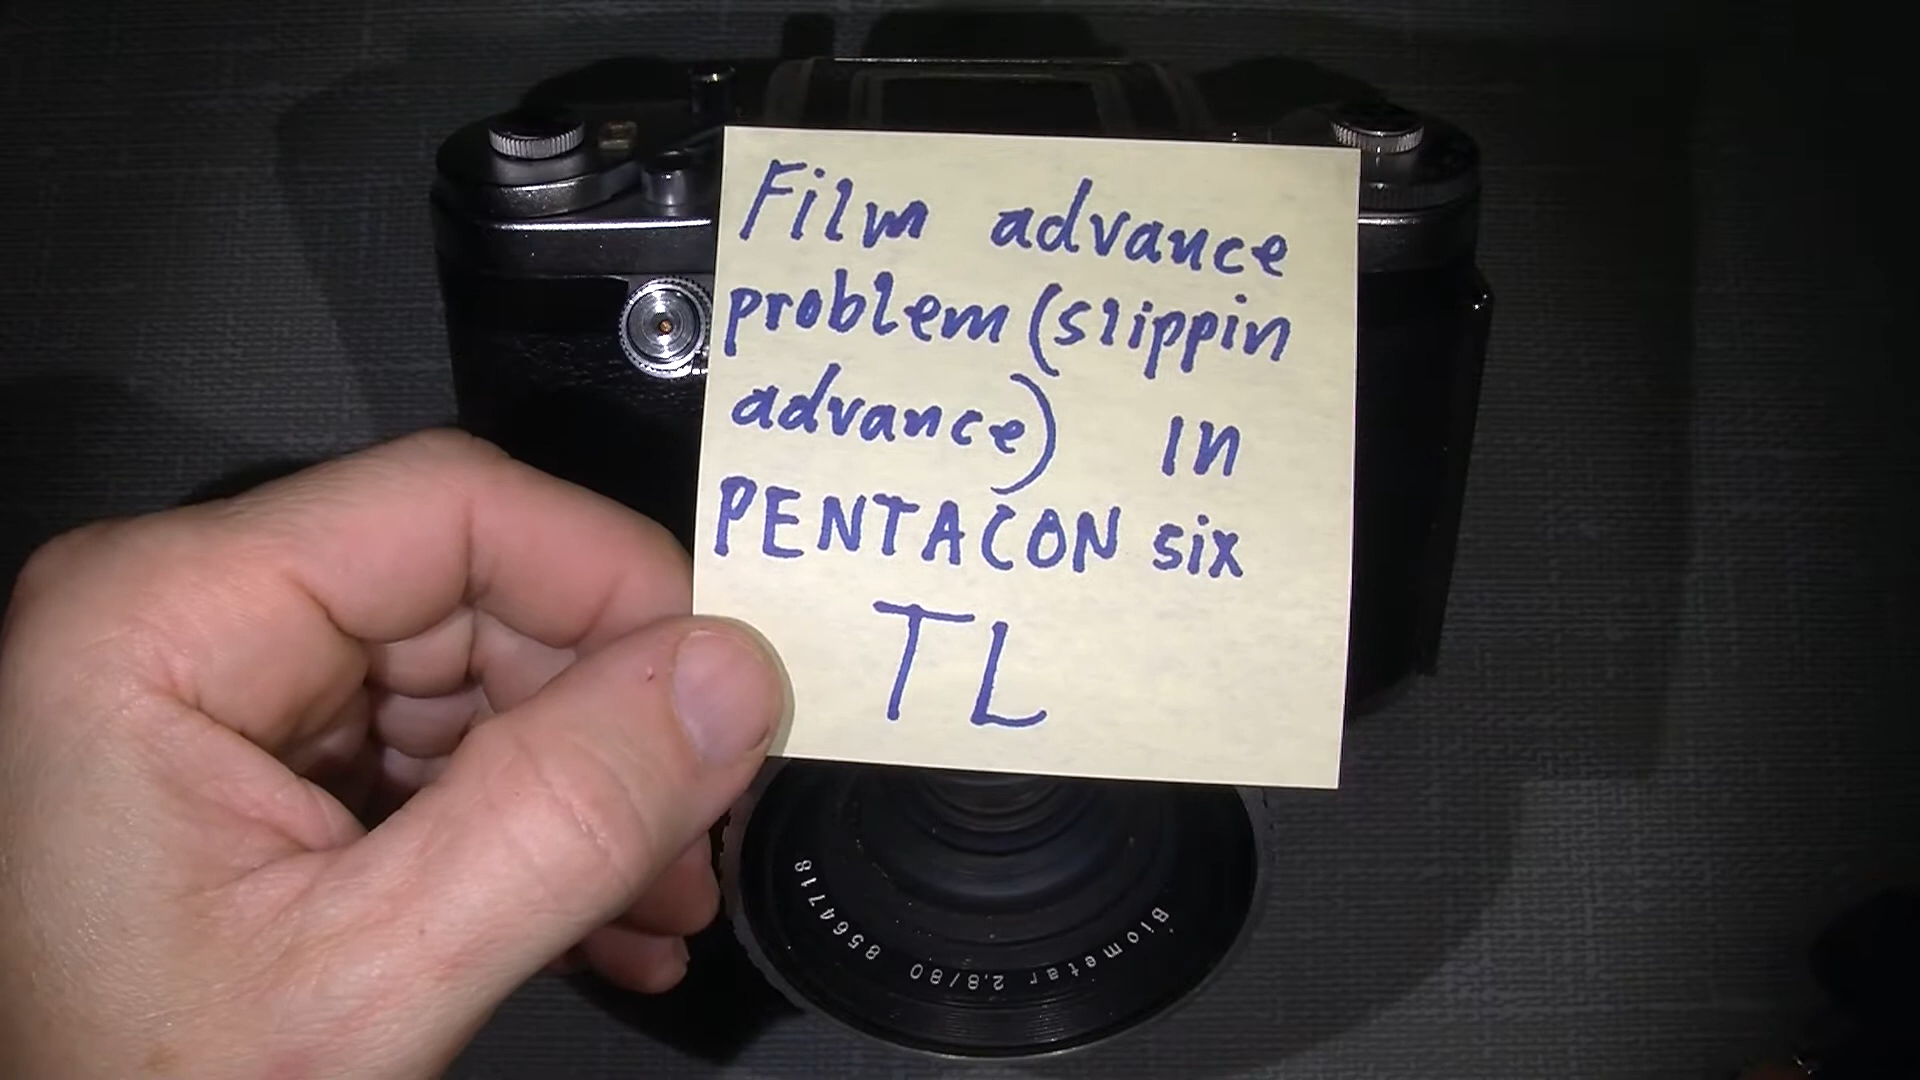 Film advance
problem (slippin
advance) in
PENTACON six
TL
Biometar 2.8/80 8564718